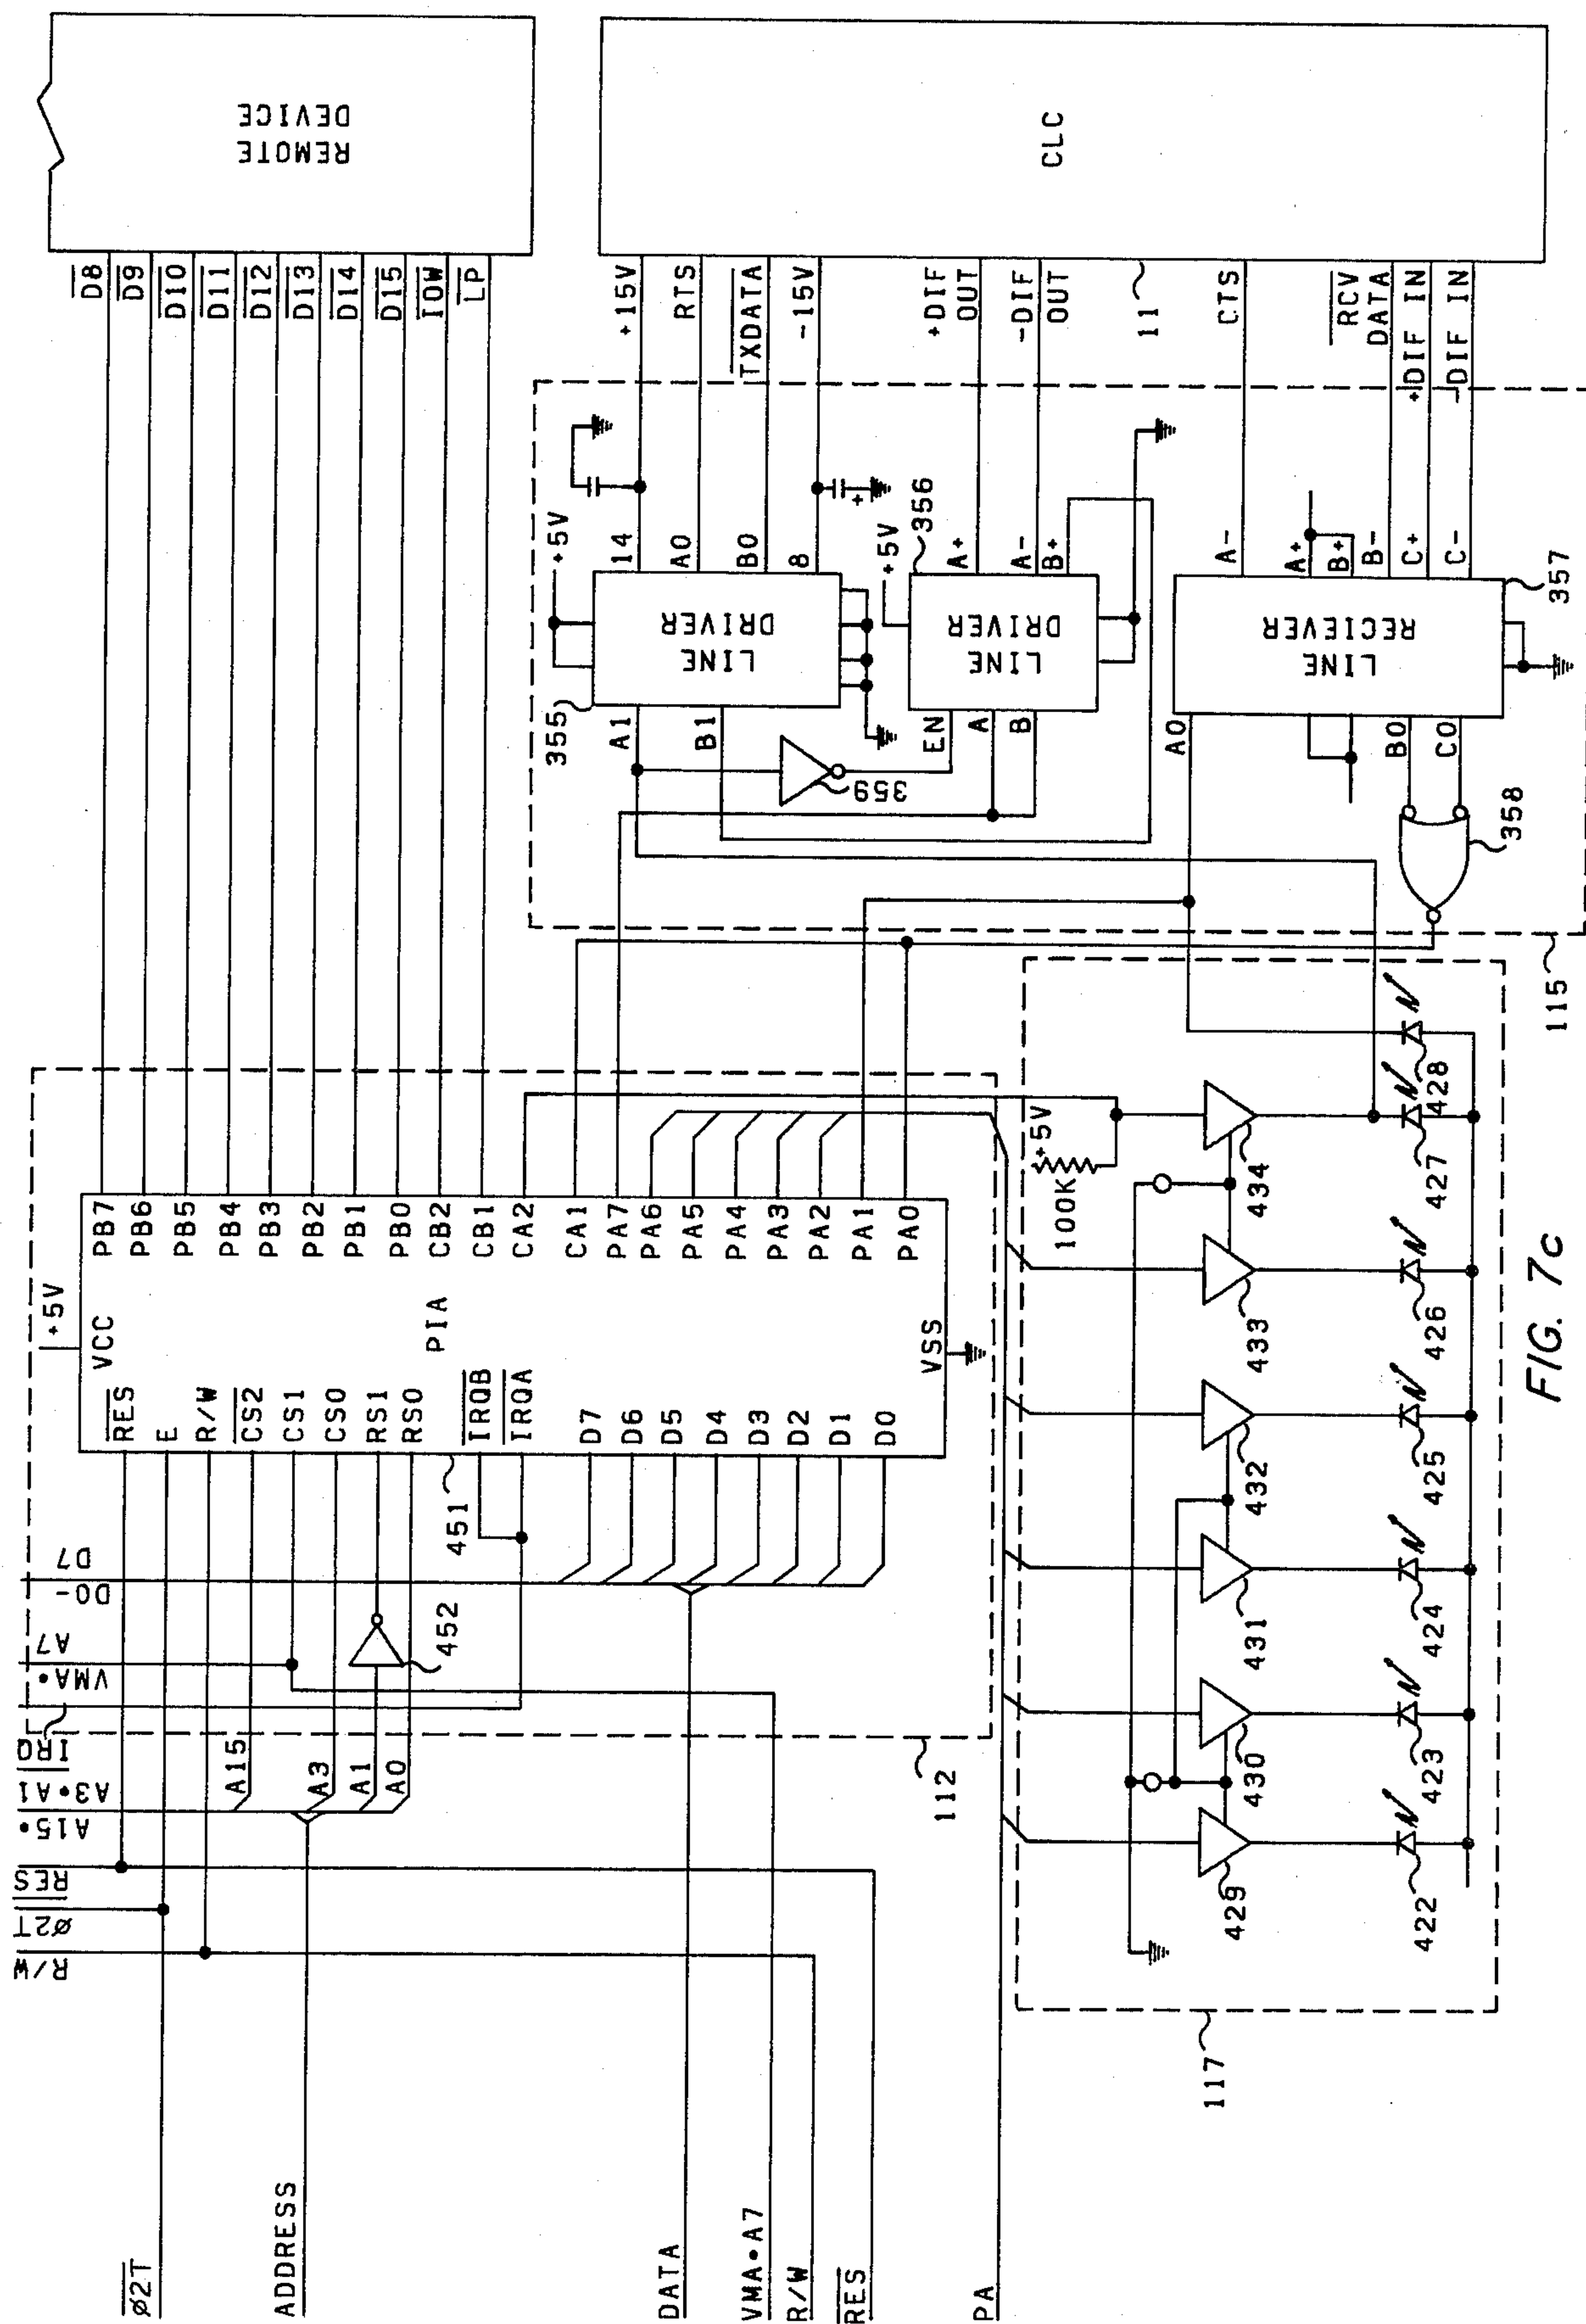 REMOTE
DEVICE
D8
D9
D10
D11
D12
D13
D14
D15
IOW
LP
CLC
+15V
RTS
TXDATA
-15V
+DIF
OUT
-DIF
OUT
11
CTS
RCV
DATA
+DIF IN
-DIF IN
+5V
14
A0
B0
8
LINE
DRIVER
355
A1
B1
359
356
+5V
A+
A-
B+
LINE
DRIVER
EN
A
B
A-
A+
B+
B-
C+
C-
LINE
RECIEVER
357
A0
B0
C0
358
115
+5V
VCC
PIA
VSS
PB7
PB6
PB5
PB4
PB3
PB2
PB1
PB0
CB2
CB1
CA2
CA1
PA7
PA6
PA5
PA4
PA3
PA2
PA1
PA0
RES
E
R/W
CS2
CS1
CS0
RS1
RS0
IRQB
IRQA
D7
D6
D5
D4
D3
D2
D1
D0
451
452
D0-
D7
VMA•
A7
IRQ
A15•
A3•A1
RES
Ø2T
R/W
A15
A3
A1
A0
112
Ø2T
ADDRESS
DATA
VMA•A7
R/W
RES
PA
+5V
100K
434
433
432
431
430
429
428
427
426
425
424
423
422
117
FIG. 7c